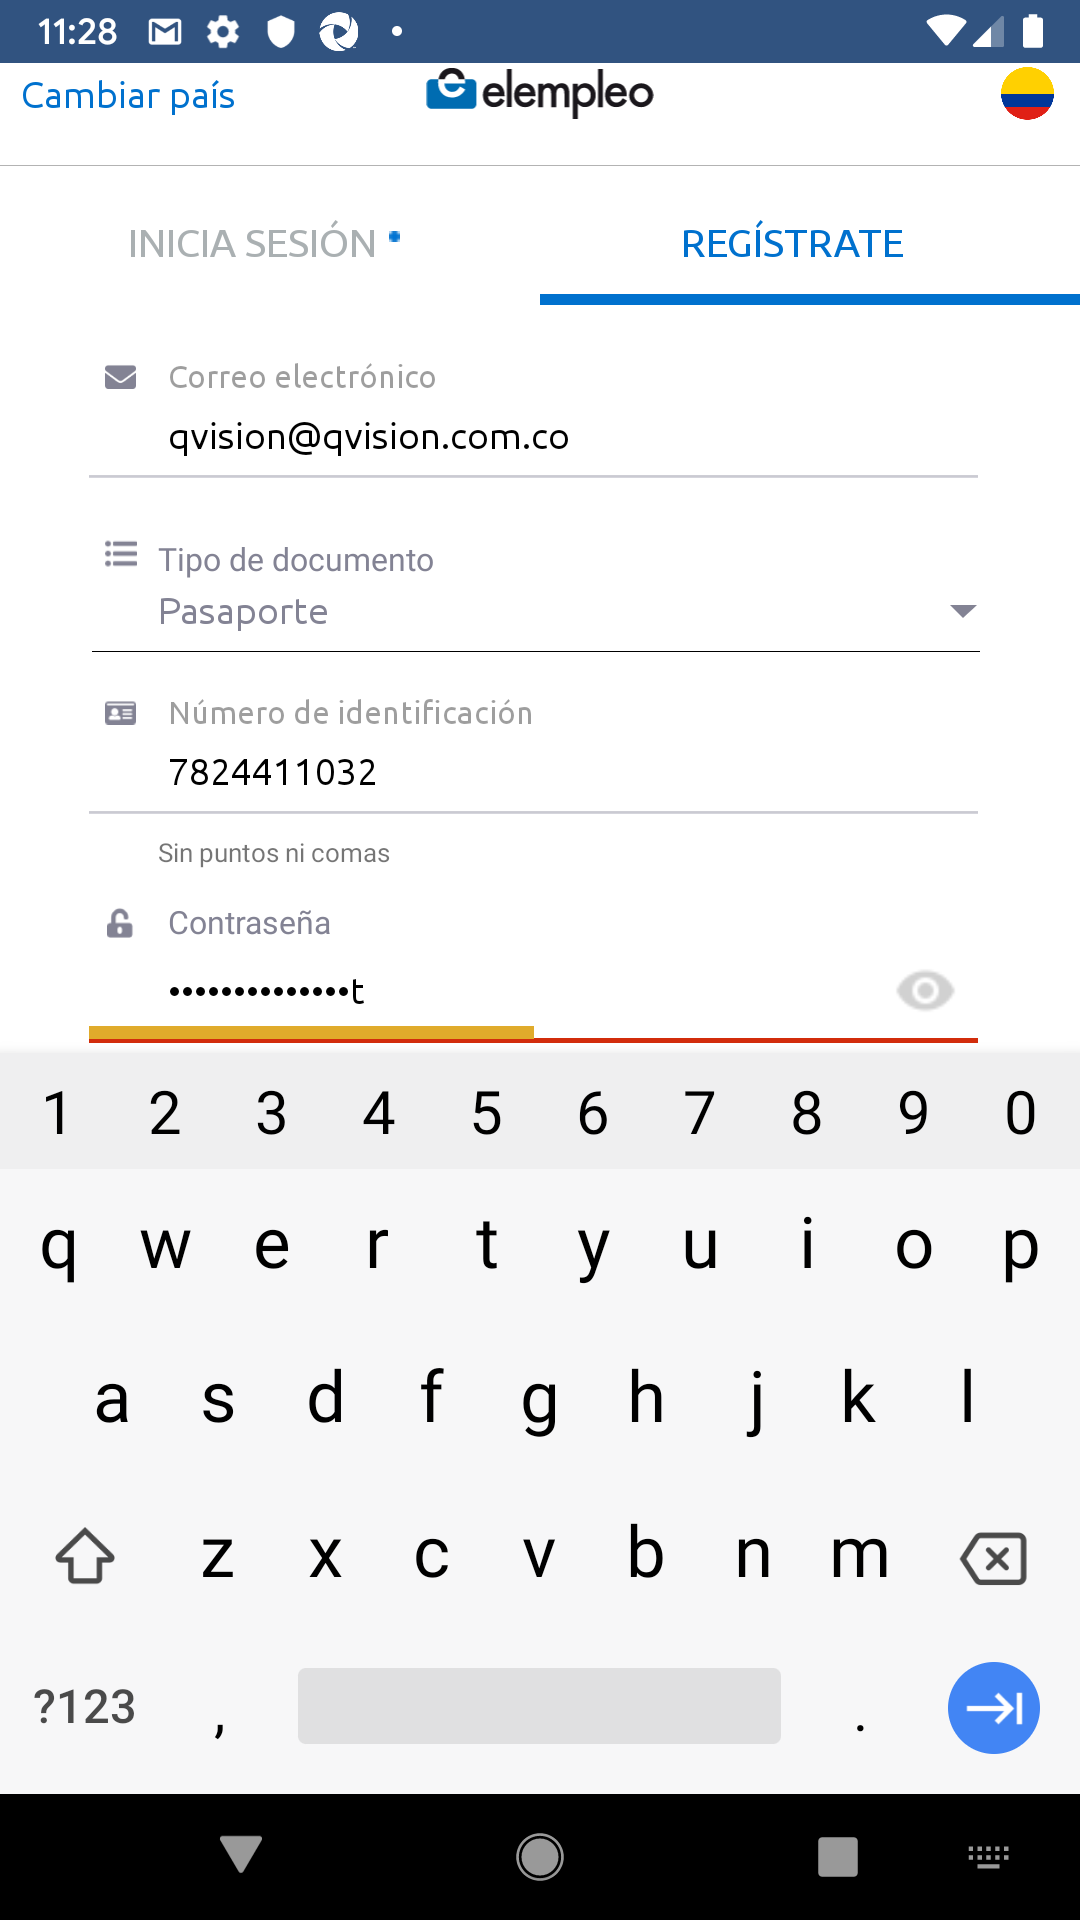 11:28
Cambiar país
elempleo
INICIA SESIÓN
REGÍSTRATE
Correo electrónico
qvision@qvision.com.co
Tipo de documento
Pasaporte
Número de identificación
7824411032
Sin puntos ni comas
Contraseña
••••••••••••••t
1 2 3 4 5 6 7 8 9 0
q w e r t y u i o p
a s d f g h j k l
z x c v b n m
?123 , .